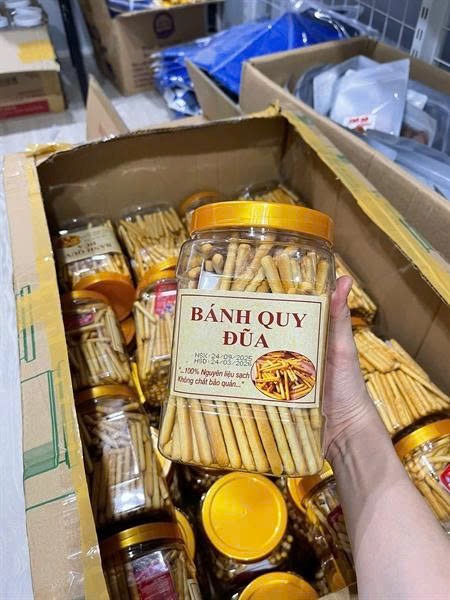 BÁNH QUY
ĐŨA
NSX:24/09/2025
HSD:24/03/2026
"..100% Nguyên liệu sạch
Không chất bảo quản..."